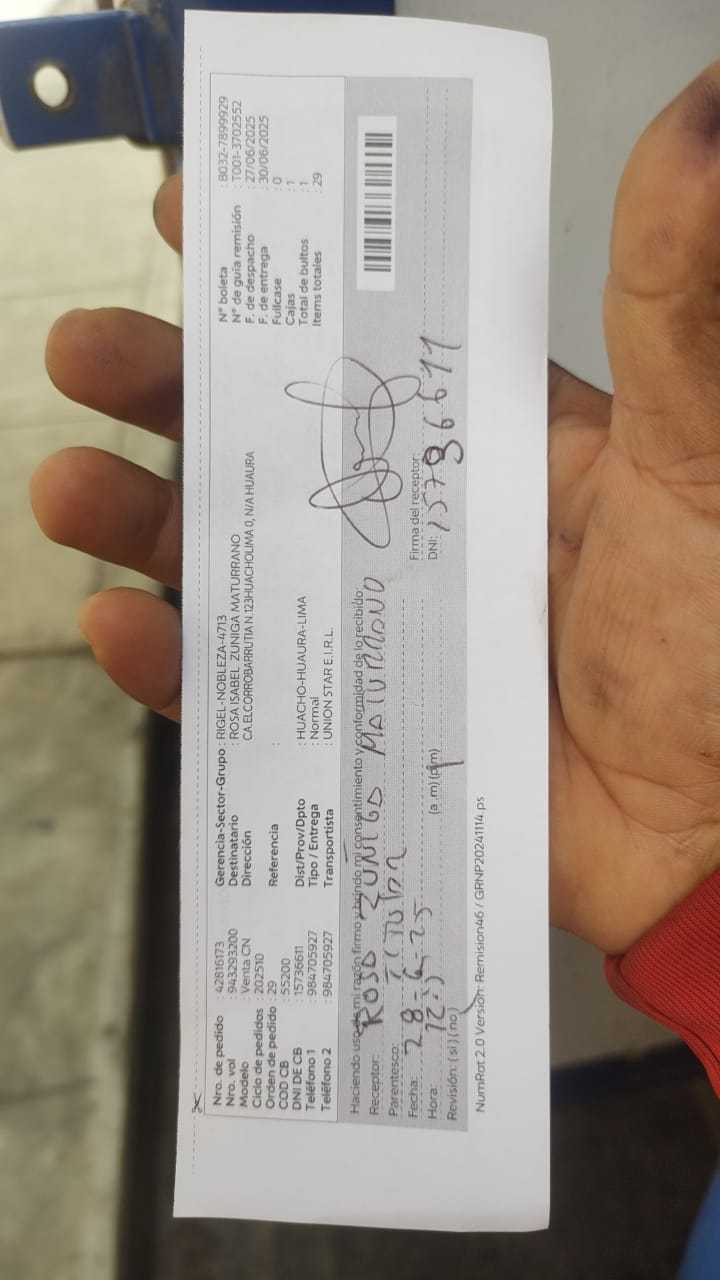 Nro. de pedido : 42816173
Nro. vol : 943293200
Modelo : Venta CN
Ciclo de pedidos : 202510
Orden de pedido : 29
COD CB : 55200
DNI DE CB : 15736611
Teléfono 1 : 984705927
Teléfono 2 : 984705927
Gerencia-Sector-Grupo : RIGEL-NOBLEZA-4713
Destinatario : ROSA ISABEL ZUNIGA MATURRANO
Dirección : CA.ELCORROBARRUTIA N. 123HUACHOLIMA 0, N/A HUAURA
Referencia :
Dist/Prov/Dpto : HUACHO-HUAURA-LIMA
Tipo / Entrega : Normal
Transportista : UNION STAR E.I.R.L.
N° boleta : B032-7899929
N° de guía remisión : T001-3702552
F. de despacho : 27/06/2025
F. de entrega : 30/06/2025
Fullcase : 0
Cajas : 1
Total de bultos : 1
Items totales : 29
Haciendo uso de mi razón firmo y brindo mi consentimiento y conformidad de lo recibido:
Receptor: ROSA ZUÑIGA MATURRANO
Parentesco: TITULAR
Fecha: 28-6-25
Hora: (a.m) (p.m)
Revisión: (si) (no)
Firma del receptor:
DNI: 15736611
NumRot 2.0 Versión: Remision46 / GRNP20241114.ps